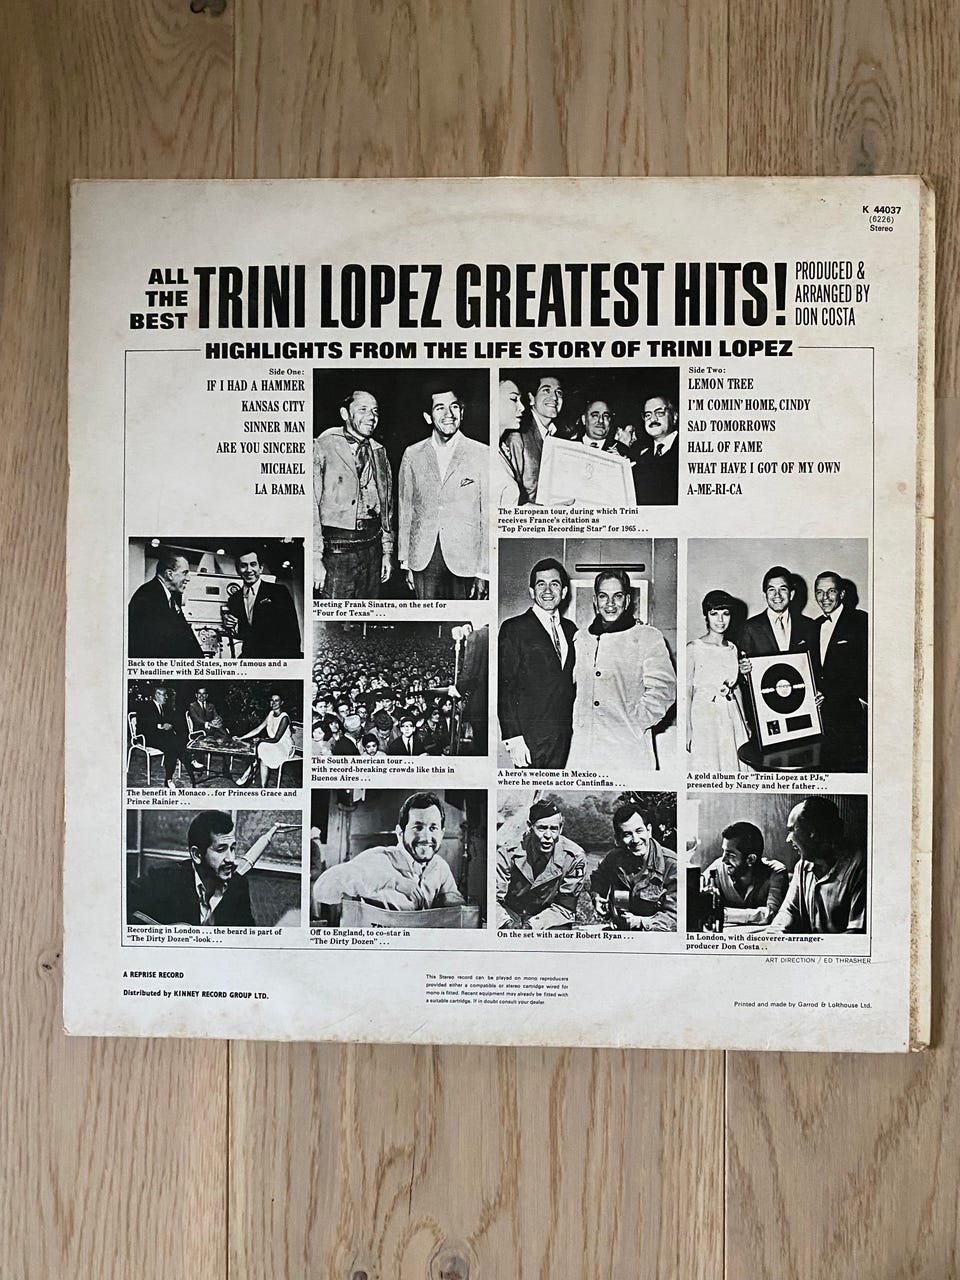 K 44037
(6226)
Stereo
ALL
THE
BEST
TRINI LOPEZ GREATEST HITS!
PRODUCED &
ARRANGED BY
DON COSTA
HIGHLIGHTS FROM THE LIFE STORY OF TRINI LOPEZ
Side One:
IF I HAD A HAMMER
KANSAS CITY
SINNER MAN
ARE YOU SINCERE
MICHAEL
LA BAMBA
Side Two:
LEMON TREE
I'M COMIN' HOME, CINDY
SAD TOMORROWS
HALL OF FAME
WHAT HAVE I GOT OF MY OWN
A-ME-RI-CA
The European tour, during which Trini
receives France's citation as
"Top Foreign Recording Star" for 1965 . . .
Meeting Frank Sinatra, on the set for
"Four for Texas" . . .
Back to the United States, now famous and a
TV headliner with Ed Sullivan . . .
The South American tour . . .
with record-breaking crowds like this in
Buenos Aires . . .
A hero's welcome in Mexico . . .
where he meets actor Cantinflas . . .
A gold album for "Trini Lopez at PJs,"
presented by Nancy and her father . . .
The benefit in Monaco . . for Princess Grace and
Prince Rainier . . .
Recording in London . . . the beard is part of
"The Dirty Dozen"-look . . .
Off to England, to co-star in
"The Dirty Dozen" . . .
On the set with actor Robert Ryan . . .
In London, with discoverer-arranger-
producer Don Costa . .
ART DIRECTION / ED THRASHER
A REPRISE RECORD
Distributed by KINNEY RECORD GROUP LTD.
This Stereo record can be played on mono reproducers
provided either a compatible or stereo cartridge wired for
mono is fitted. Recent equipment may already be fitted with
a suitable cartridge. If in doubt consult your dealer.
Printed and made by Garrod & Lofthouse Ltd.